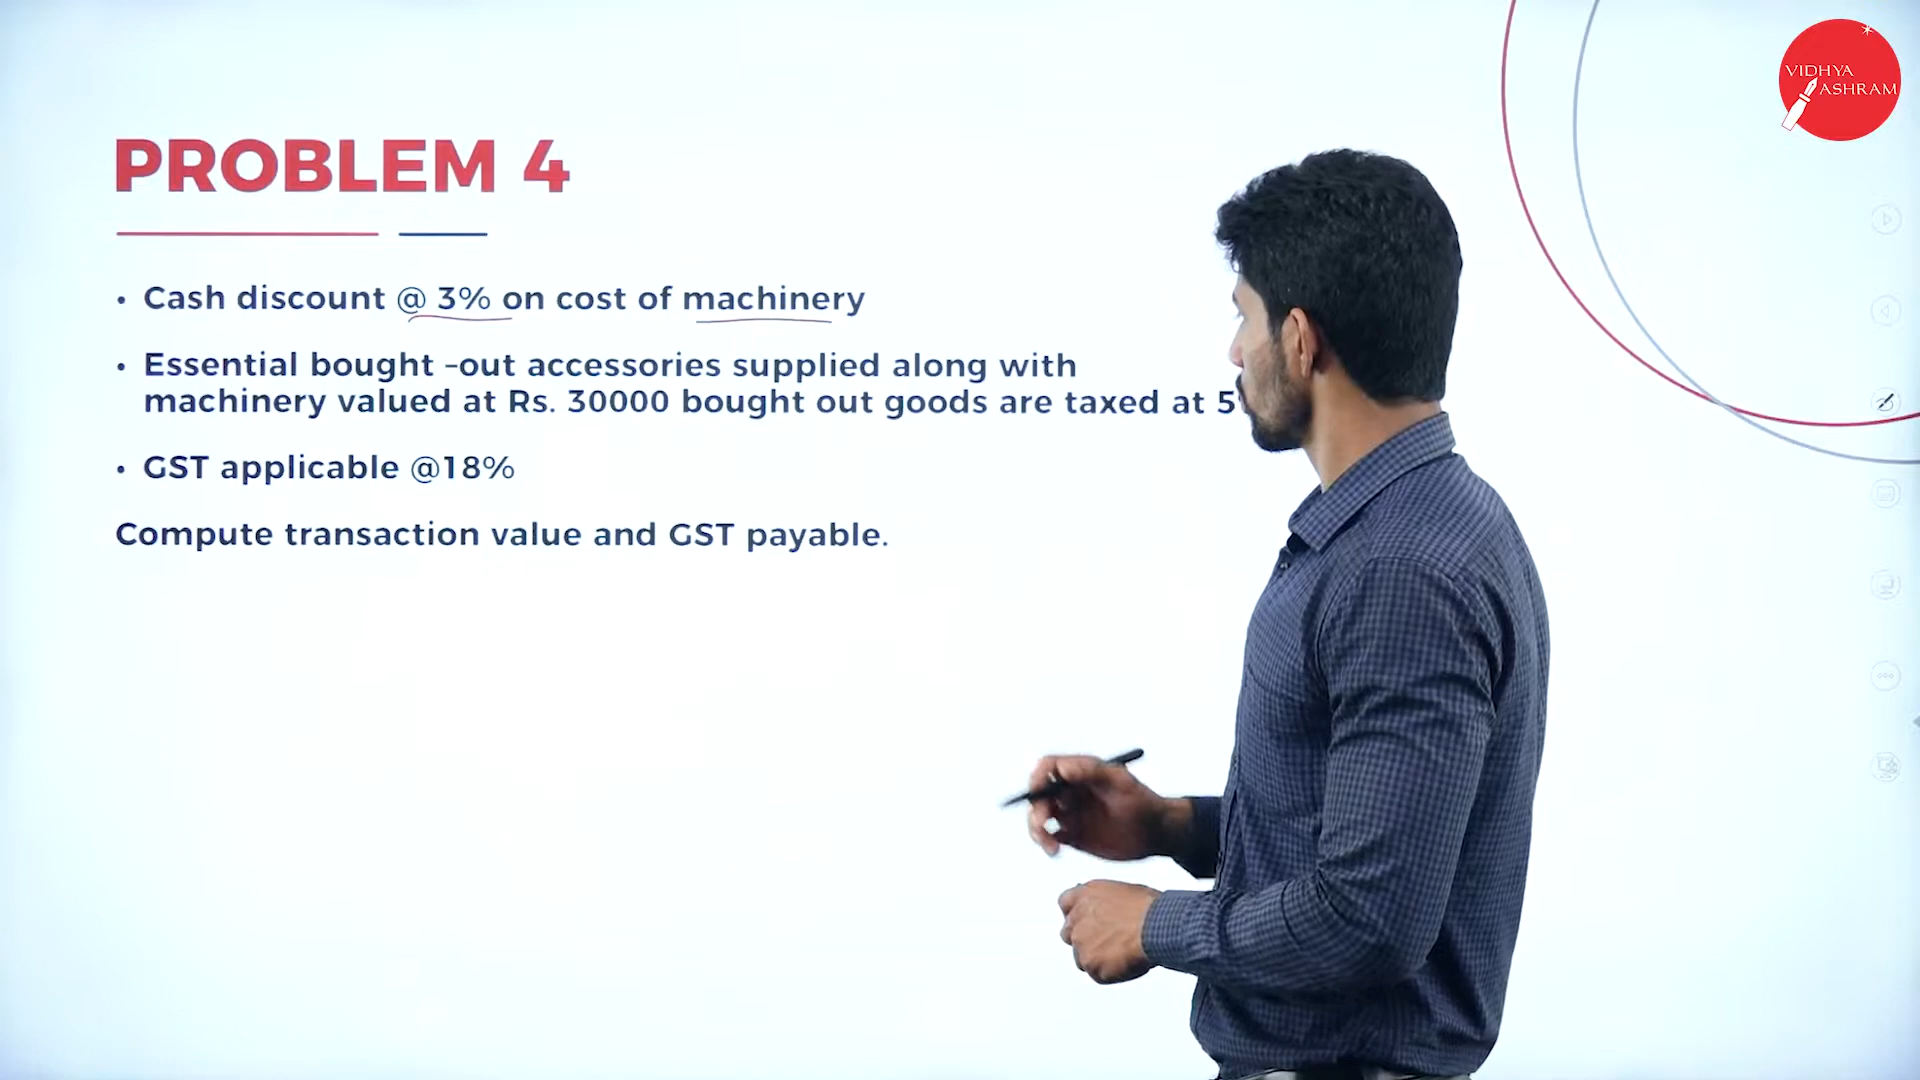 VIDHYA
ASHRAM
PROBLEM 4
• Cash discount @ 3% on cost of machinery
• Essential bought –out accessories supplied along with
machinery valued at Rs. 30000 bought out goods are taxed at 5
• GST applicable @18%
Compute transaction value and GST payable.